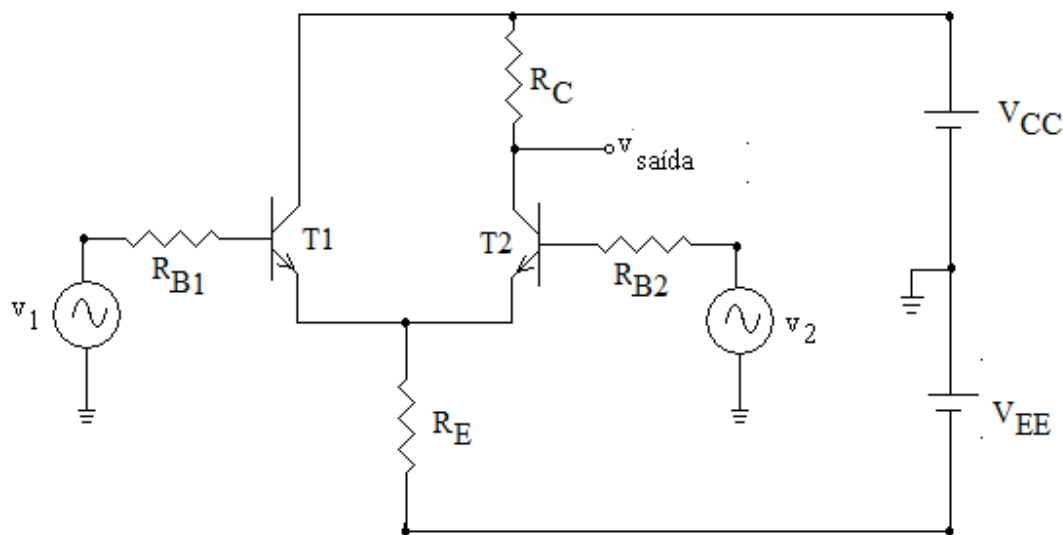 R_C
V_CC
v_saída
T1
T2
R_B1
R_B2
v_1
v_2
R_E
V_EE